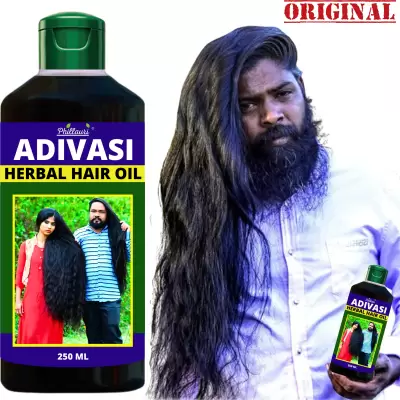 ORIGINAL
Phillauri
ADIVASI
HERBAL HAIR OIL
250 ML
ADIVASI
HERBAL HAIR OIL